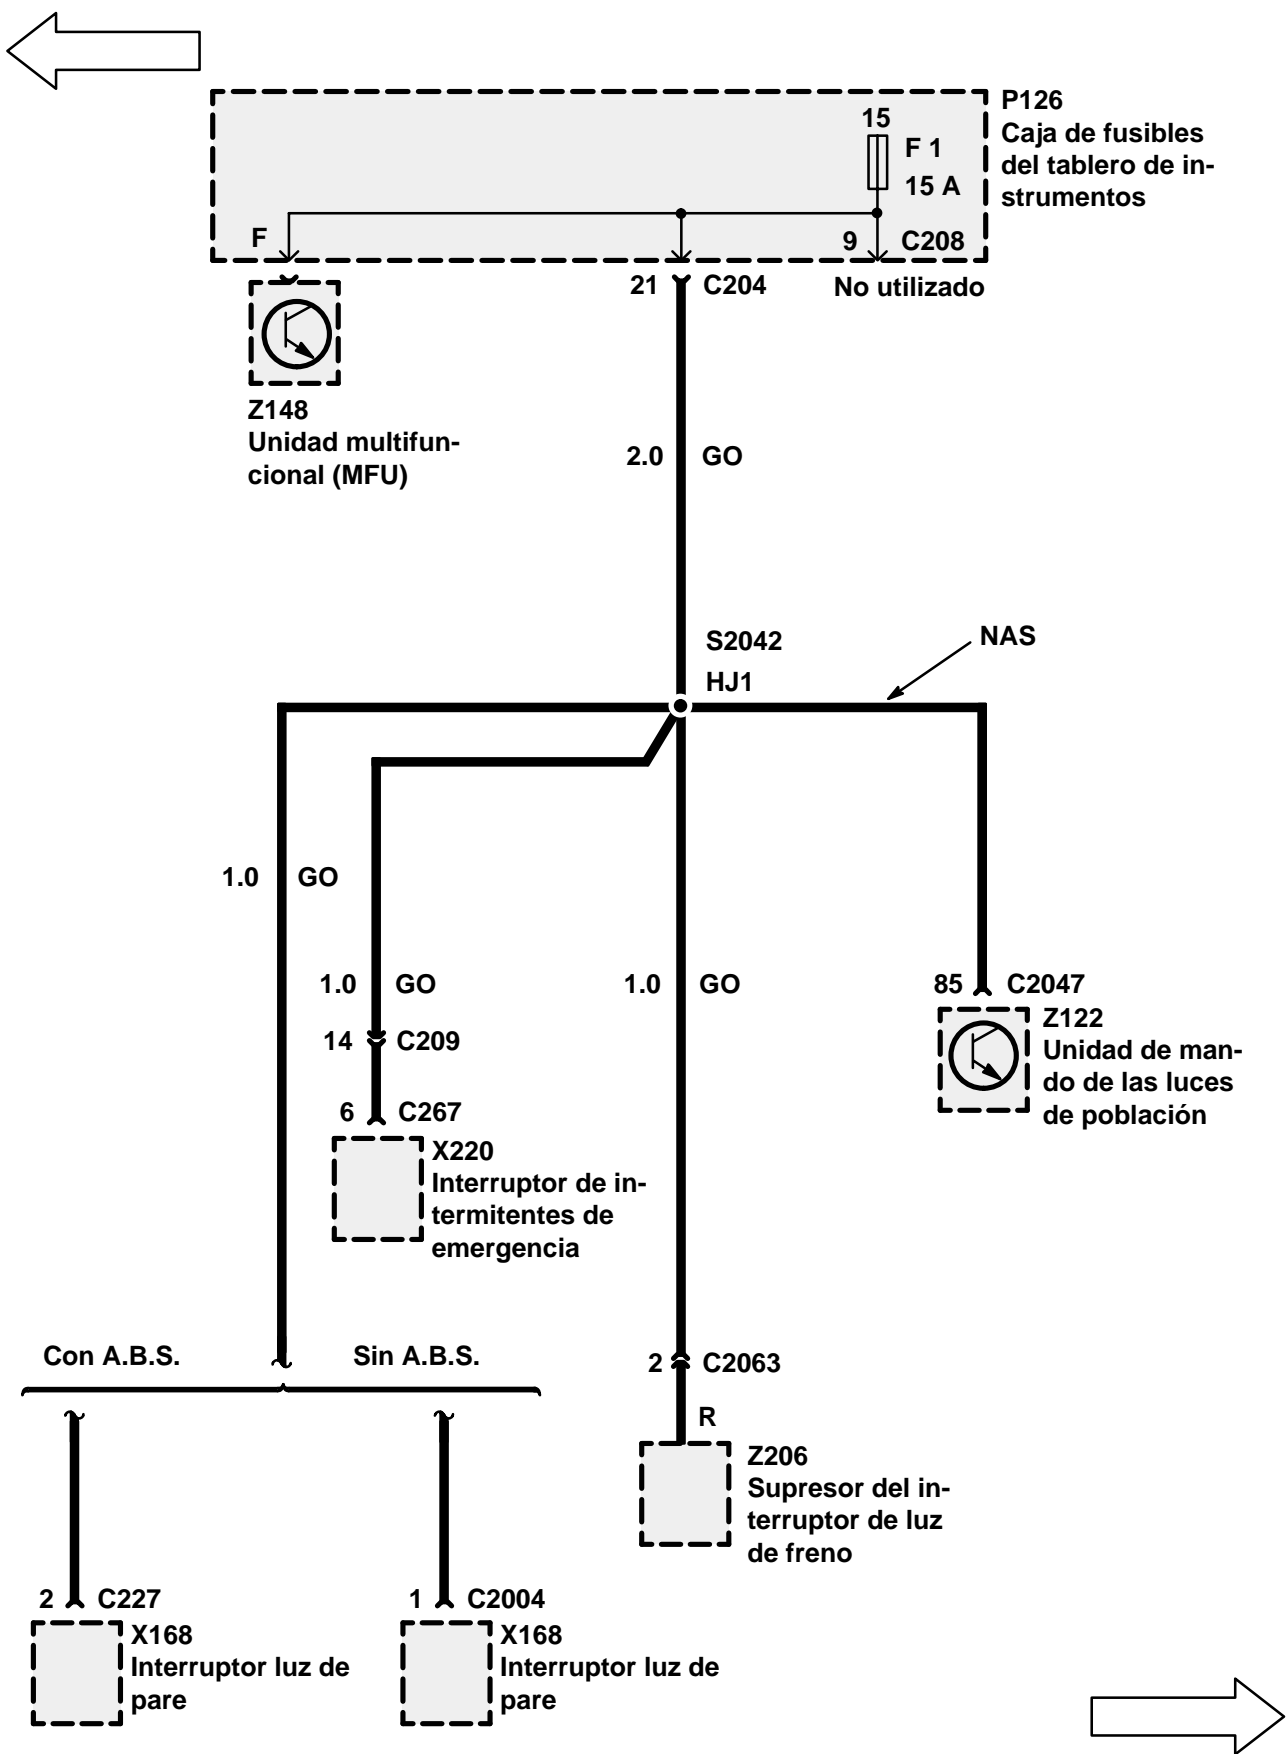 P126
Caja de fusibles
del tablero de in-
strumentos
15
F 1
15 A
F
9 C208
21 C204
No utilizado
Z148
Unidad multifun-
cional (MFU)
2.0 GO
S2042
HJ1
NAS
1.0 GO
1.0 GO
1.0 GO
85 C2047
Z122
Unidad de man-
do de las luces
de población
14 C209
6 C267
X220
Interruptor de in-
termitentes de
emergencia
Con A.B.S.
Sin A.B.S.
2 C2063
R
Z206
Supresor del in-
terruptor de luz
de freno
2 C227
X168
Interruptor luz de
pare
1 C2004
X168
Interruptor luz de
pare